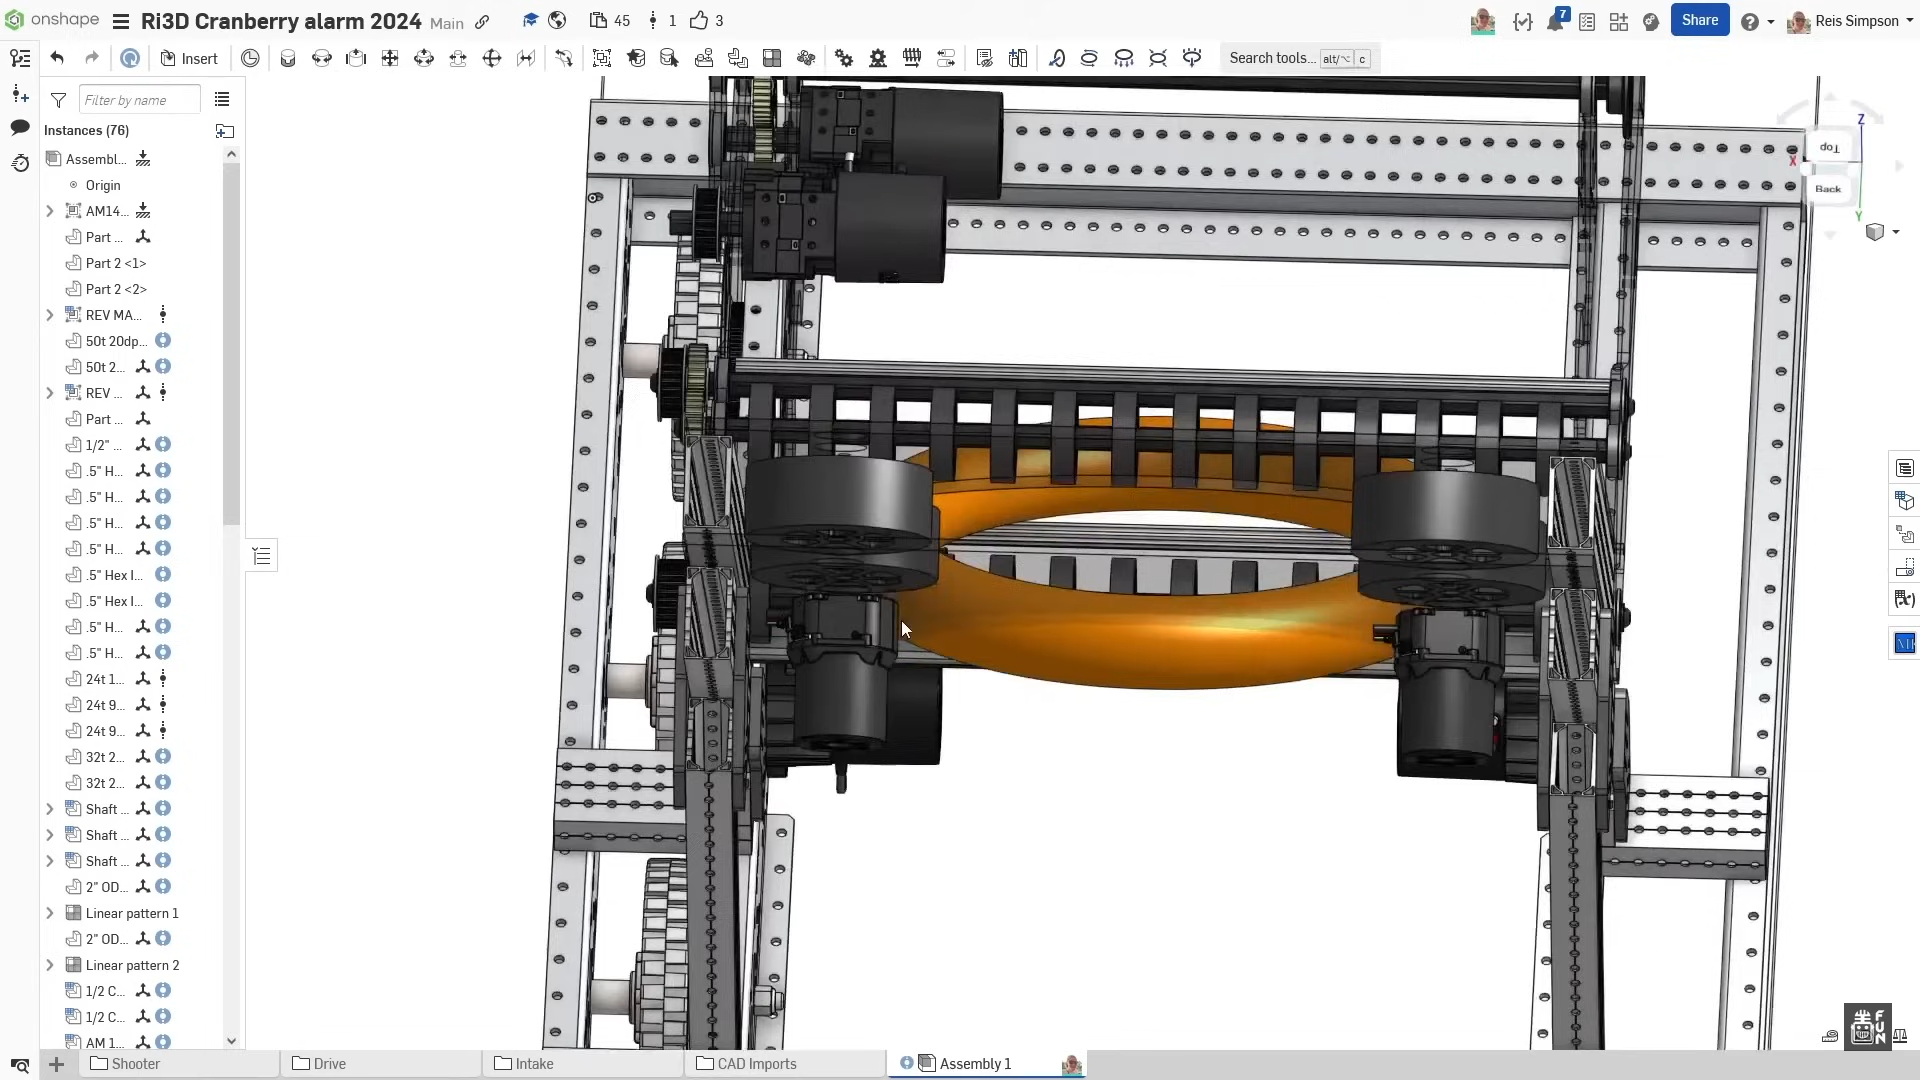 onshape
Ri3D Cranberry alarm 2024 Main
45
1
3
7
Share
Reis Simpson
Insert
Search tools... alt/⌥ c
Filter by name
Instances (76)
Assembl...
Origin
AM14...
Part ...
Part 2 <1>
Part 2 <2>
REV MA...
50t 20dp...
50t 2...
REV ...
Part ...
1/2" ...
.5" H...
.5" H...
.5" H...
.5" H...
.5" Hex I...
.5" Hex I...
.5" H...
.5" H...
24t 1...
24t 9...
24t 9...
32t 2...
32t 2...
Shaft ...
Shaft ...
Shaft ...
2" OD...
Linear pattern 1
2" OD...
Linear pattern 2
1/2 C...
1/2 C...
AM 1...
Z
Top
X
Back
Y
(x)
FUN
Shooter
Drive
Intake
CAD Imports
Assembly 1